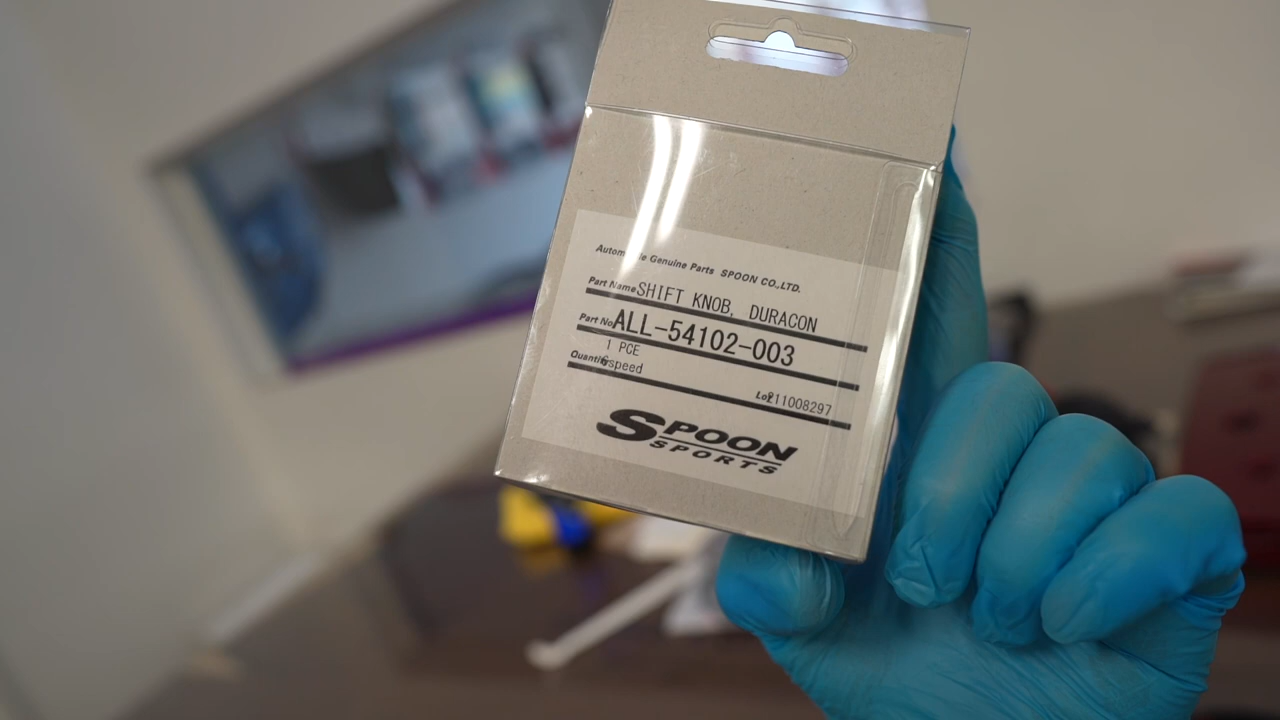 Automobile Genuine Parts SPOON CO.,LTD.
Part Name SHIFT KNOB, DURACON
Part No. ALL-54102-003
1 PCE
Quantity 6speed
Lot 211008297
SPOON
SPORTS